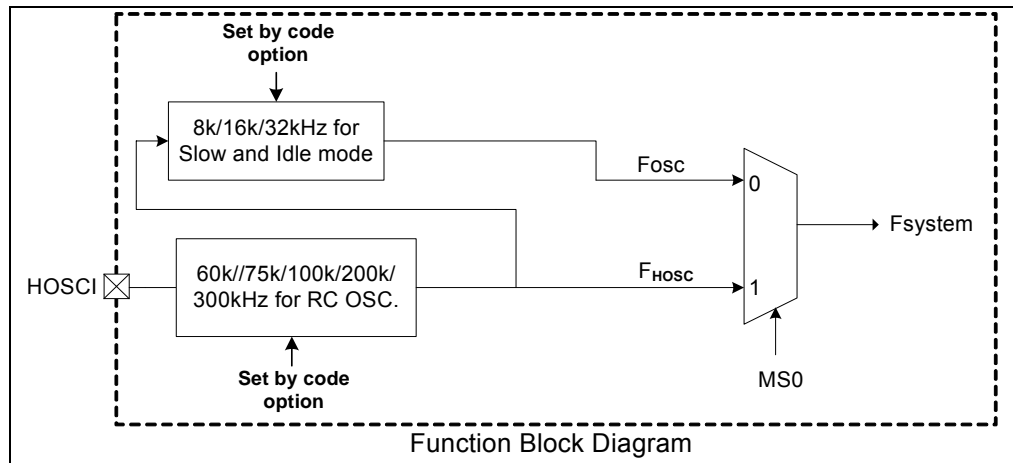 Set by code
option
8k/16k/32kHz for
Slow and Idle mode
Fosc
0
Fsystem
HOSCI
60k//75k/100k/200k/
300kHz for RC OSC.
FHOSC
1
Set by code
option
MS0
Function Block Diagram